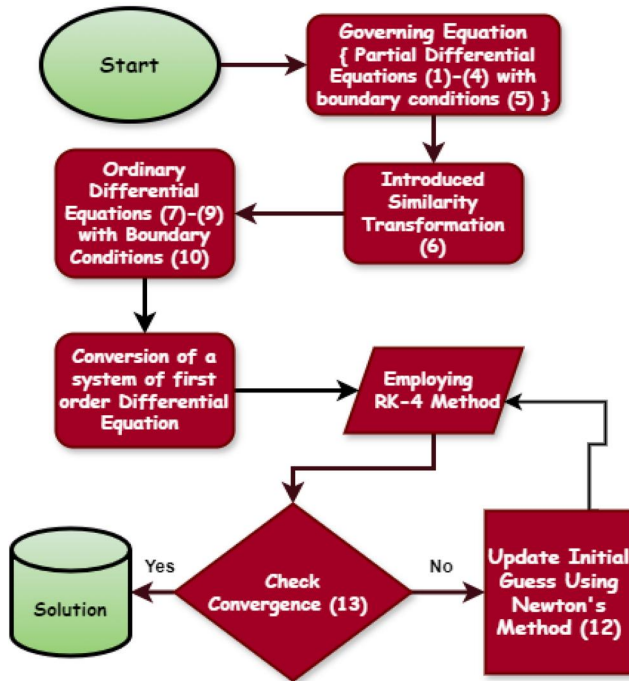 Start
Governing Equation
{ Partial Differential
Equations (1)-(4) with
boundary conditions (5) }
Introduced
Similarity
Transformation
(6)
Ordinary
Differential
Equations (7)-(9)
with Boundary
Conditions (10)
Conversion of a
system of first
order Differential
Equation
Employing
RK-4 Method
Check
Convergence (13)
Yes
No
Solution
Update Initial
Guess Using
Newton's
Method (12)